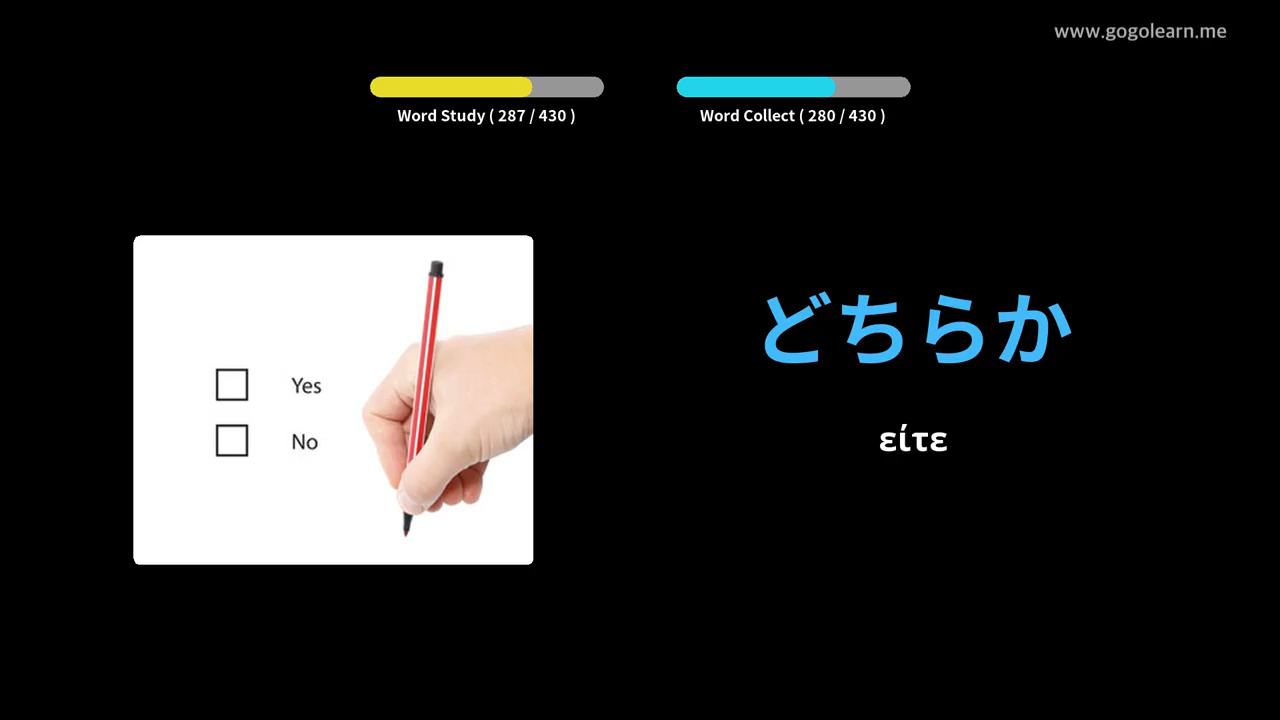 www.gogolearn.me
Word Study ( 287 / 430 )
Word Collect ( 280 / 430 )
Yes
No
どちらか
είτε